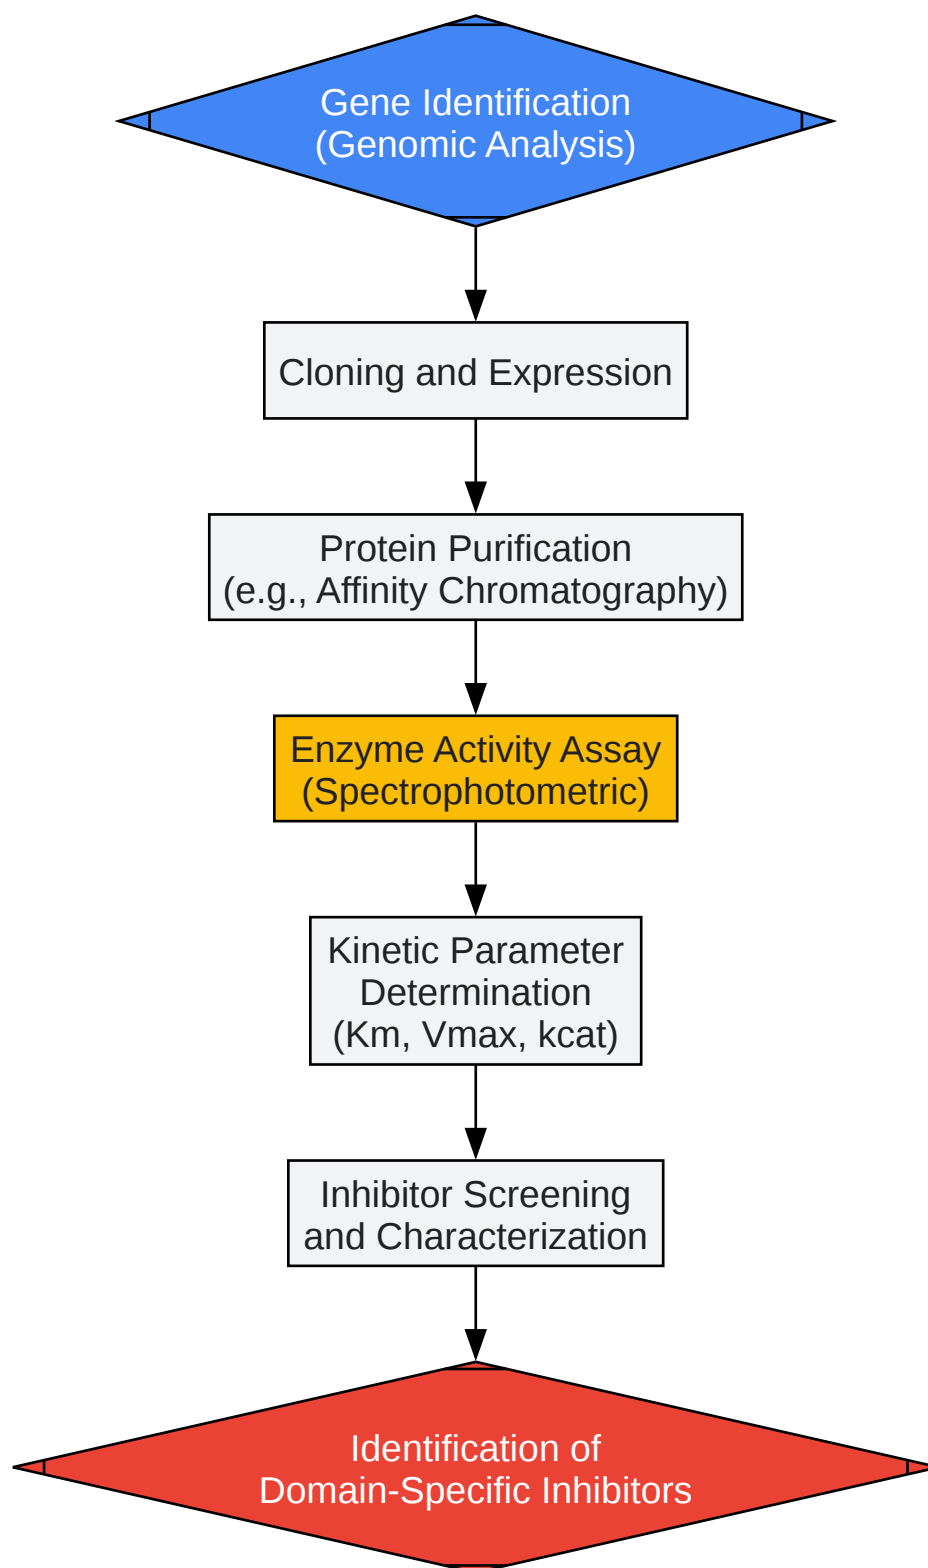 Gene Identification
(Genomic Analysis)
Cloning and Expression
Protein Purification
(e.g., Affinity Chromatography)
Enzyme Activity Assay
(Spectrophotometric)
Kinetic Parameter
Determination
(Km, Vmax, kcat)
Inhibitor Screening
and Characterization
Identification of
Domain-Specific Inhibitors